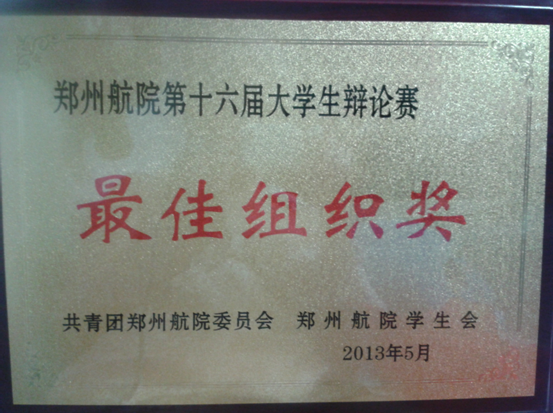 郑州航院第十六届大学生辩论赛
最佳组织奖
共青团郑州航院委员会 郑州航院学生会
2013年5月